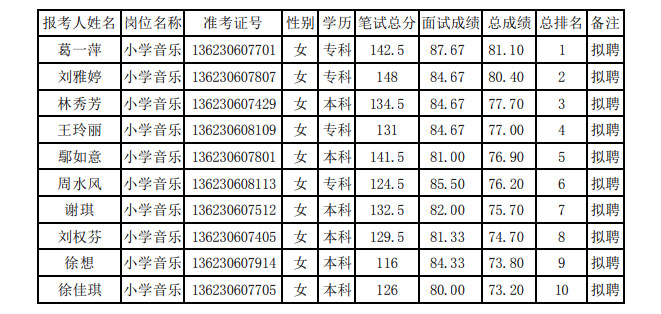 报考人姓名 岗位名称 准考证号 性别 学历 笔试总分 面试成绩 总成绩 总排名 备注
葛一萍 小学音乐 136230607701 女 专科 142.5 87.67 81.10 1 拟聘
刘雅婷 小学音乐 136230607807 女 专科 148 84.67 80.40 2 拟聘
林秀芳 小学音乐 136230607429 女 本科 134.5 84.67 77.70 3 拟聘
王玲丽 小学音乐 136230608109 女 专科 131 84.67 77.00 4 拟聘
鄢如意 小学音乐 136230607801 女 本科 141.5 81.00 76.90 5 拟聘
周水风 小学音乐 136230608113 女 专科 124.5 85.50 76.20 6 拟聘
谢琪 小学音乐 136230607512 女 本科 132.5 82.00 75.70 7 拟聘
刘权芬 小学音乐 136230607405 女 本科 129.5 81.33 74.70 8 拟聘
徐想 小学音乐 136230607914 女 本科 116 84.33 73.80 9 拟聘
徐佳琪 小学音乐 136230607705 女 本科 126 80.00 73.20 10 拟聘